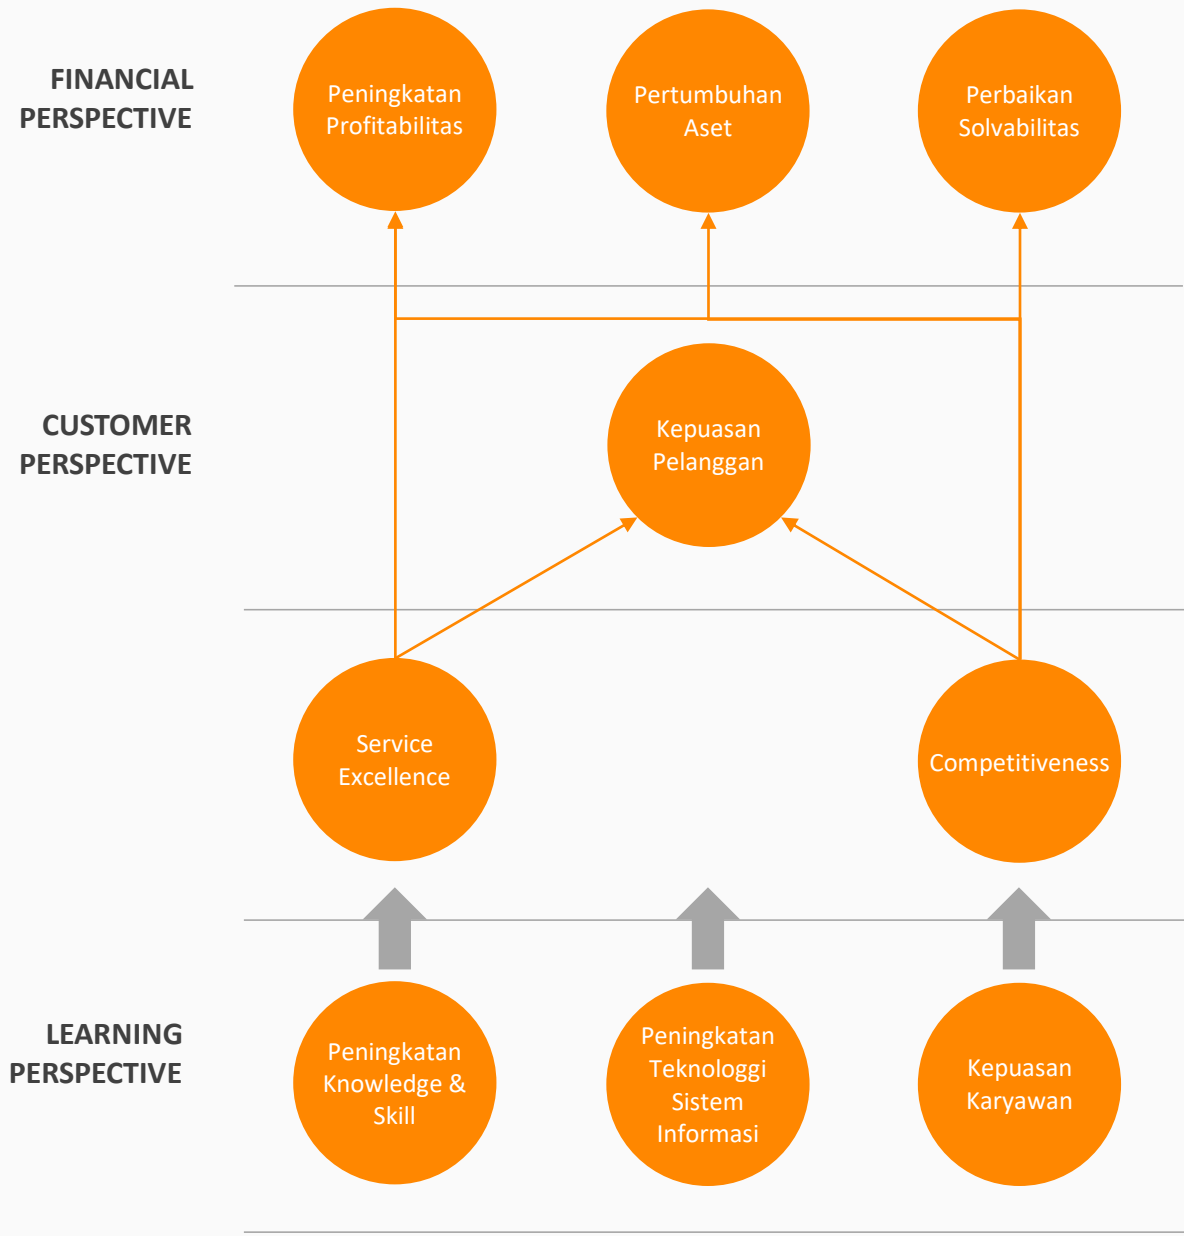 FINANCIAL
PERSPECTIVE
Peningkatan
Profitabilitas
Pertumbuhan
Aset
Perbaikan
Solvabilitas
CUSTOMER
PERSPECTIVE
Kepuasan
Pelanggan
Service
Excellence
Competitiveness
LEARNING
PERSPECTIVE
Peningkatan
Knowledge &
Skill
Peningkatan
Teknologgi
Sistem
Informasi
Kepuasan
Karyawan